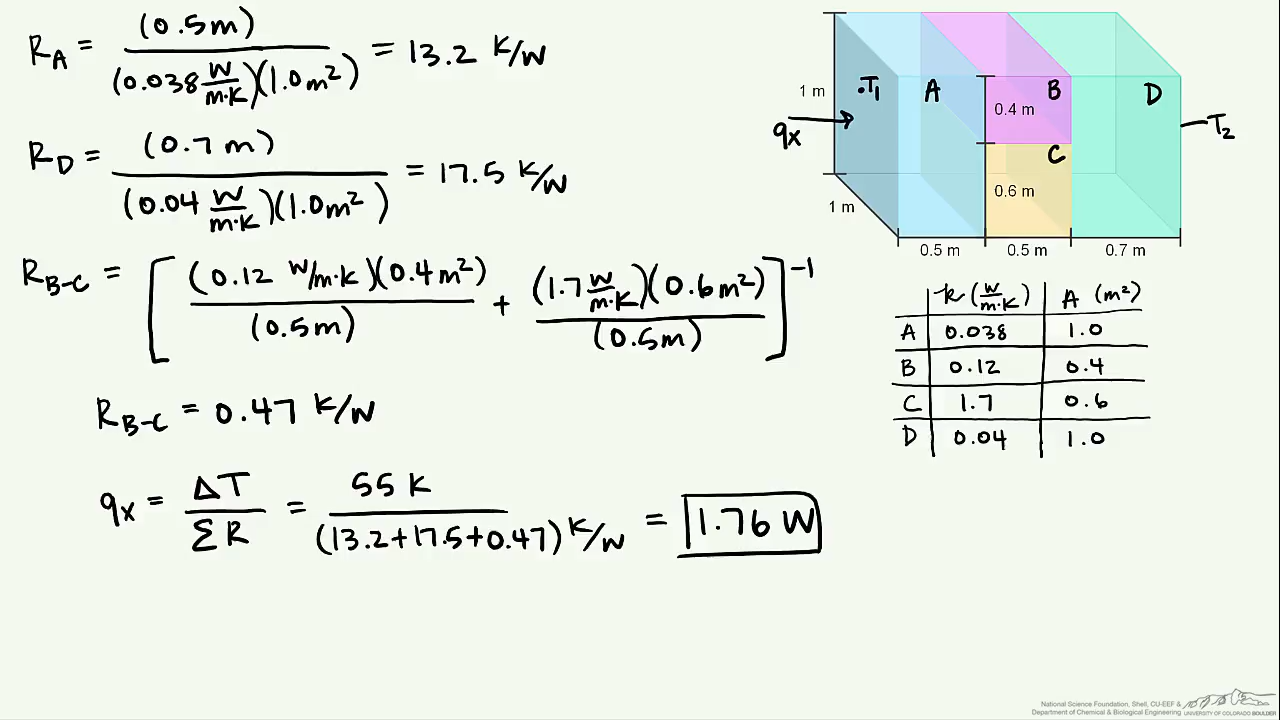 R_A = (0.5m) / (0.038 W/m·K)(1.0m²) = 13.2 K/W
R_D = (0.7 m) / (0.04 W/m·K)(1.0m²) = 17.5 K/W
R_B-C = [ (0.12 W/m·K)(0.4m²) / (0.5m) + (1.7 W/m·K)(0.6m²) / (0.5m) ]⁻¹
R_B-C = 0.47 K/W
q_x = ΔT / ΣR = 55 K / (13.2+17.5+0.47) K/W = 1.76 W
1 m
·T₁
A
B
D
0.4 m
q_x
T₂
C
0.6 m
1 m
0.5 m 0.5 m 0.7 m
k (W/m·K) A (m²)
A 0.038 1.0
B 0.12 0.4
C 1.7 0.6
D 0.04 1.0
National Science Foundation, Shell, CU-EEF &
Department of Chemical & Biological Engineering
UNIVERSITY OF COLORADO BOULDER